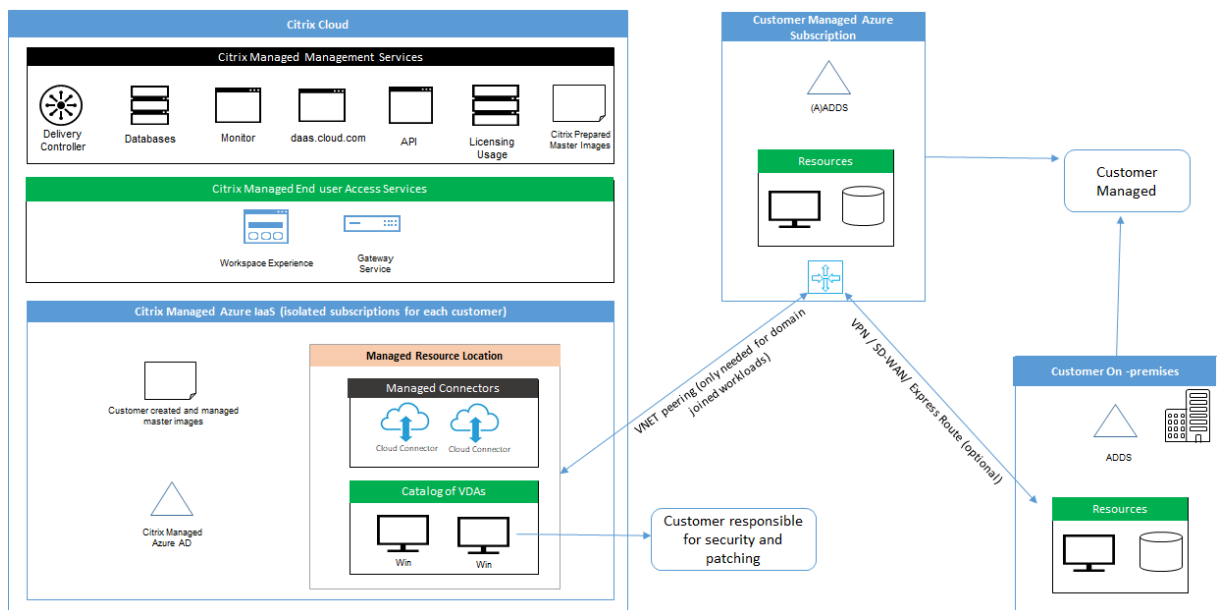 Citrix Cloud
Citrix Managed Management Services
Delivery
Controller
Databases
Monitor
daas.cloud.com
API
Licensing
Usage
Citrix Prepared
Master Images
Citrix Managed End user Access Services
Workspace Experience
Gateway
Service
Citrix Managed Azure IaaS (isolated subscriptions for each customer)
Customer created and managed
master images
Citrix Managed
Azure AD
Managed Resource Location
Managed Connectors
Cloud Connector
Cloud Connector
Catalog of VDAs
Win
Win
Customer responsible
for security and
patching
VNET peering (only needed for domain
joined workloads)
Customer Managed Azure
Subscription
(A)ADDS
Resources
VPN / SD-WAN/ Express Route (optional)
Customer
Managed
Customer On -premises
ADDS
Resources